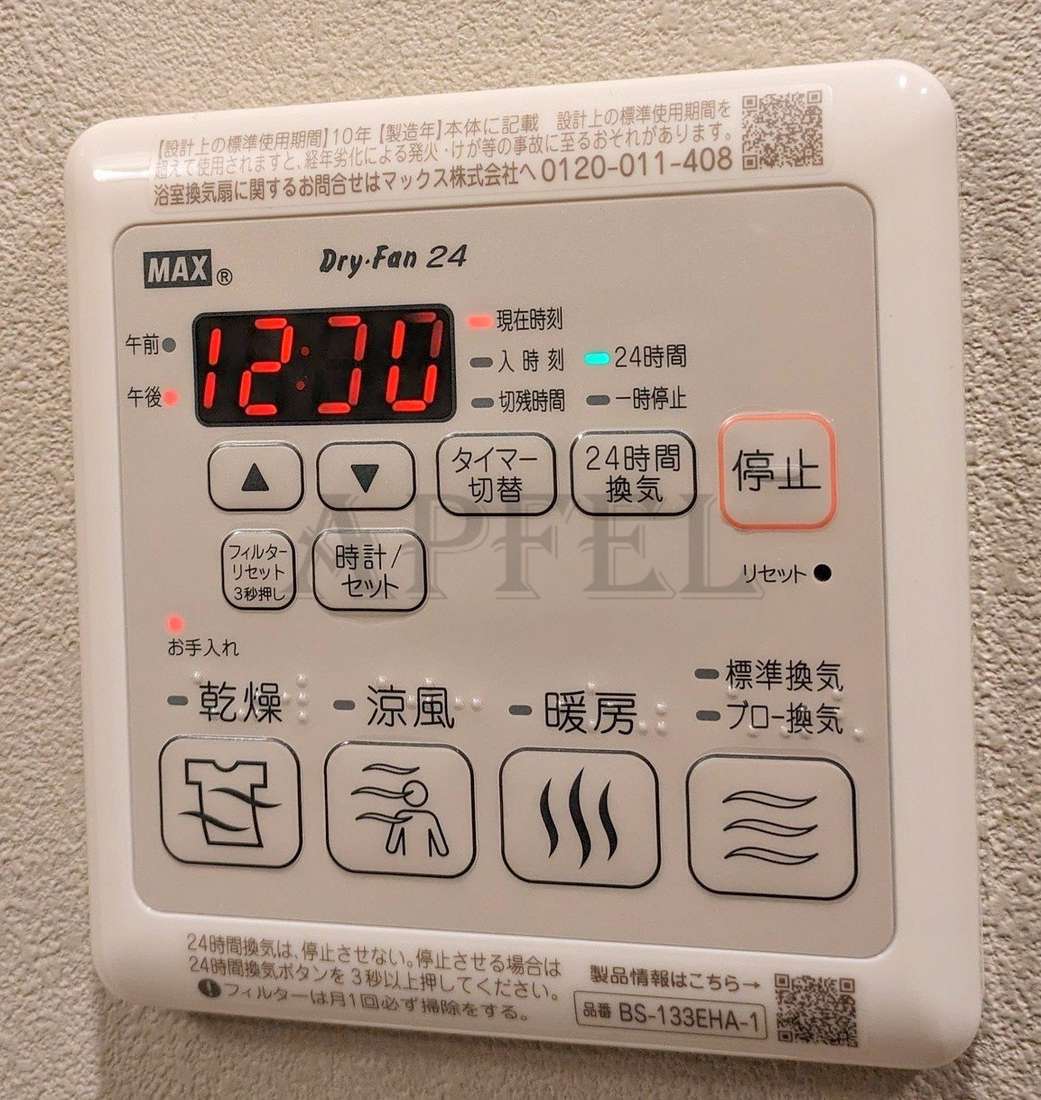 【設計上の標準使用期間】10年【製造年】本体に記載 設計上の標準使用期間を
超えて使用されますと、経年劣化による発火・けが等の事故に至るおそれがあります。
浴室換気扇に関するお問合せはマックス株式会社へ 0120-011-408
MAX® Dry・Fan 24
午前
午後
12:30
現在時刻
入時刻
切残時間
24時間
一時停止
▲
▼
タイマー
切替
24時間
換気
停止
フィルター
リセット
3秒押し
時計/
セット
APFEL
リセット
お手入れ
乾燥
涼風
暖房
標準換気
ブロー換気
24時間換気は、停止させない。停止させる場合は
24時間換気ボタンを3秒以上押してください。
フィルターは月1回必ず掃除をする。
製品情報はこちら→
品番 BS-133EHA-1